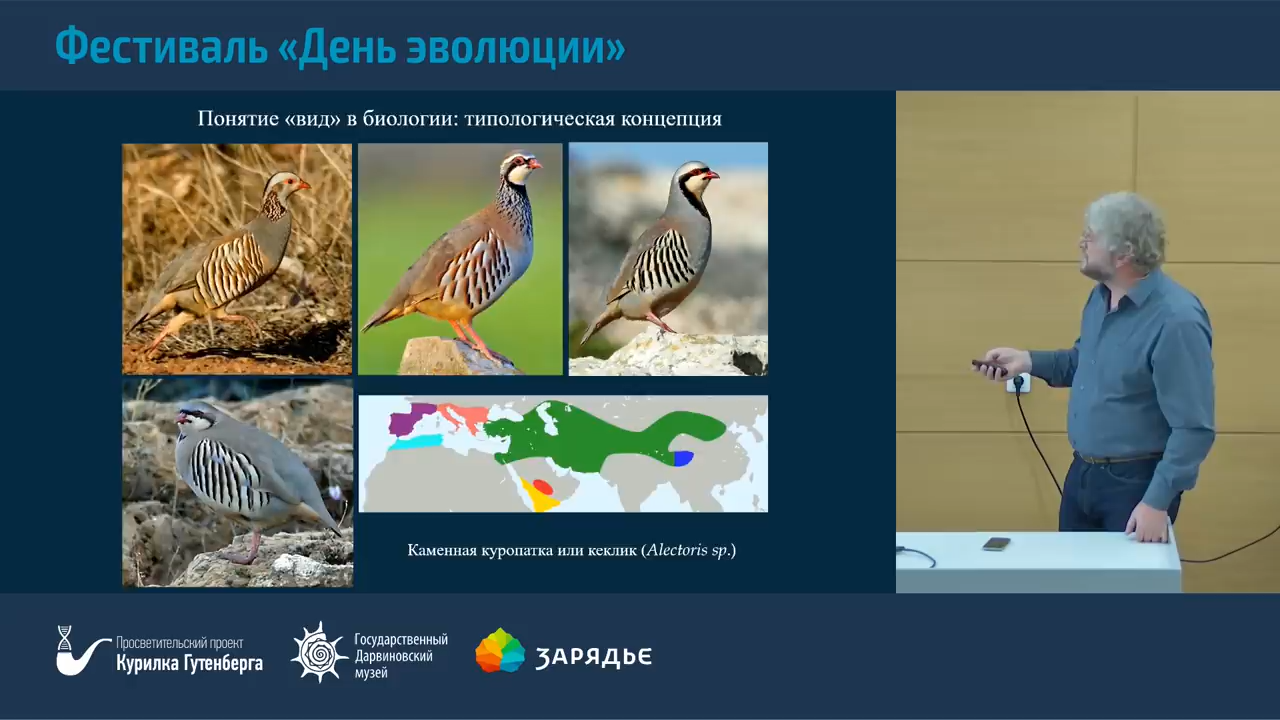 Фестиваль «День эволюции»
Понятие «вид» в биологии: типологическая концепция
Каменная куропатка или кеклик (Alectoris sp.)
Просветительский проект
Курилка Гутенберга
Государственный
Дарвиновский
музей
ЗАРЯДЬЕ